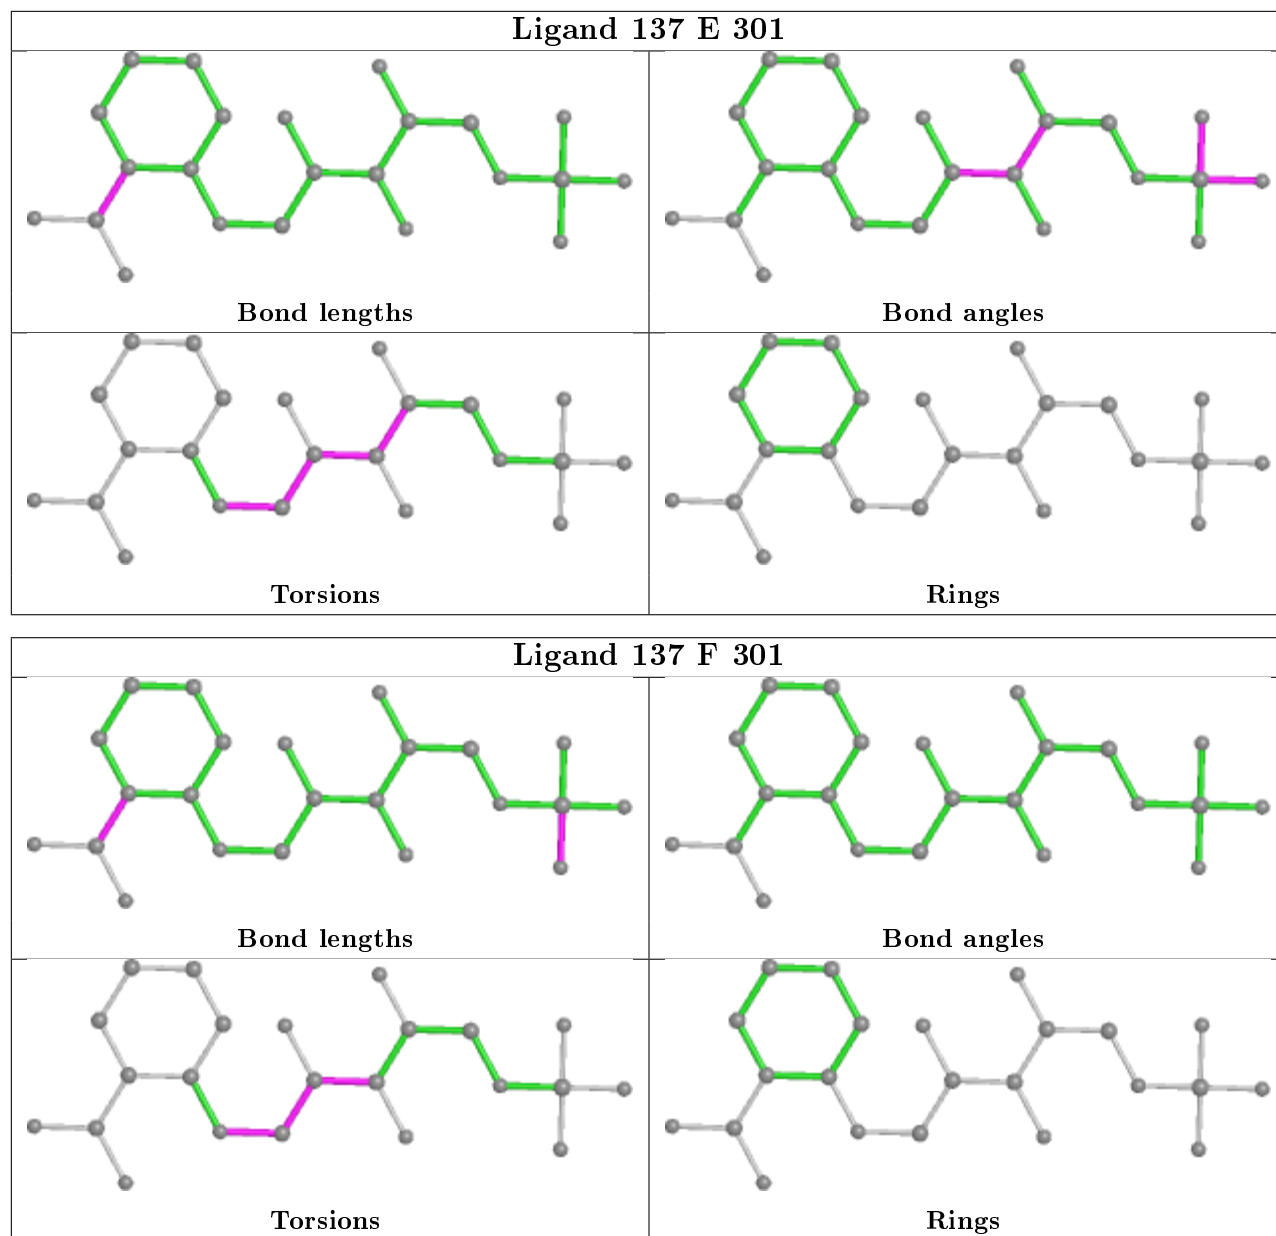 Ligand 137 E 301
Bond lengths
Bond angles
Torsions
Rings
Ligand 137 F 301
Bond lengths
Bond angles
Torsions
Rings